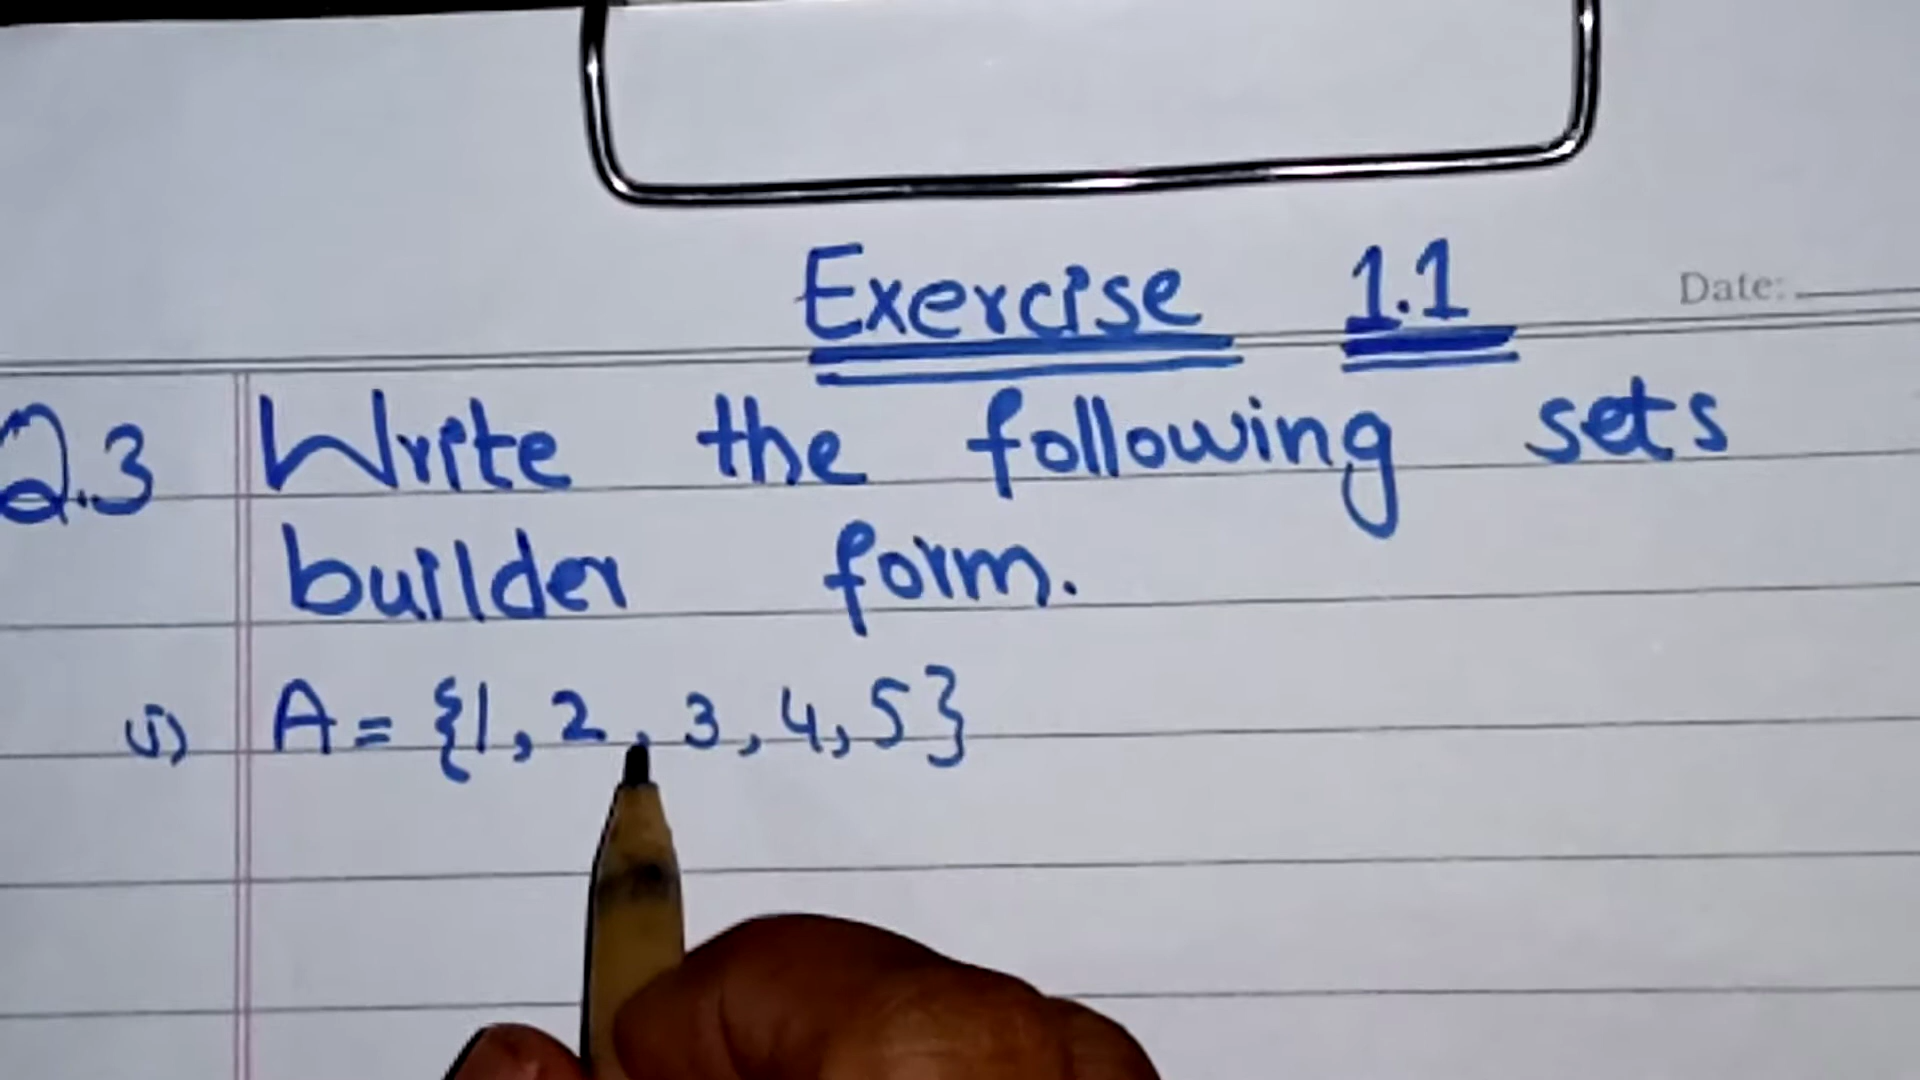 Exercise 1.1
Date:
Q.3 Write the following sets
builder form.
i) A = {1, 2, 3, 4, 5}